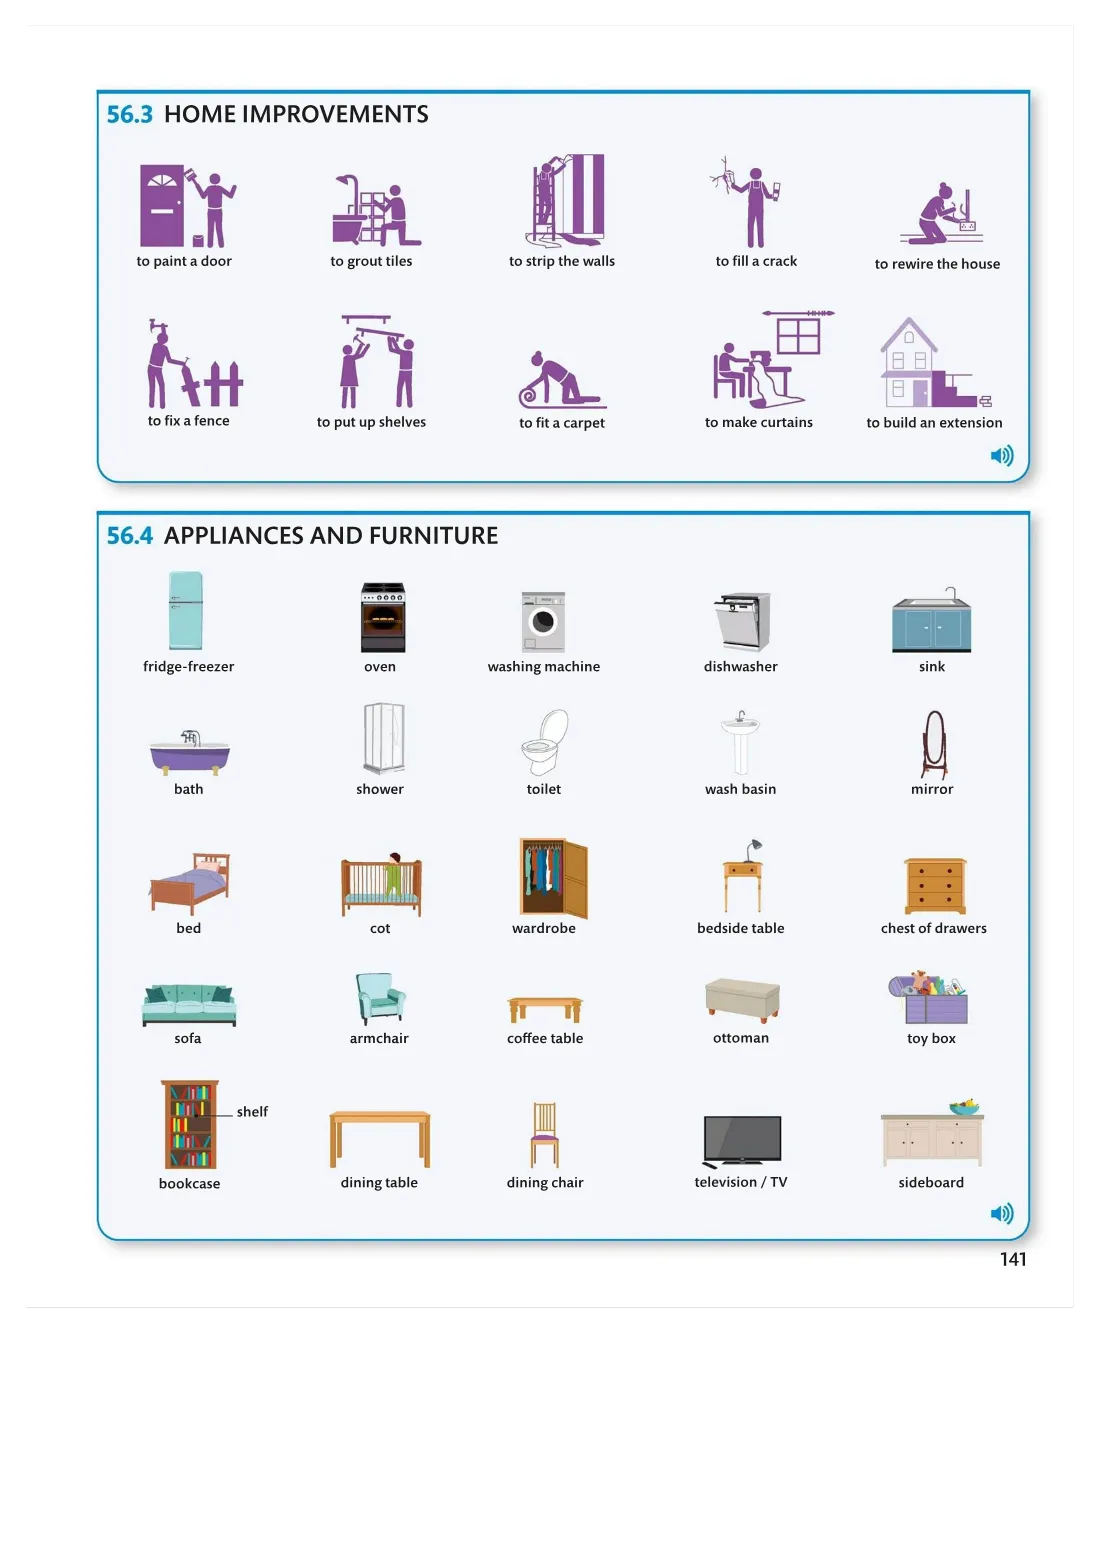 56.3 HOME IMPROVEMENTS
to paint a door
to grout tiles
to strip the walls
to fill a crack
to rewire the house
to fix a fence
to put up shelves
to fit a carpet
to make curtains
to build an extension
56.4 APPLIANCES AND FURNITURE
fridge-freezer
oven
washing machine
dishwasher
sink
bath
shower
toilet
wash basin
mirror
bed
cot
wardrobe
bedside table
chest of drawers
sofa
armchair
coffee table
ottoman
toy box
shelf
bookcase
dining table
dining chair
television / TV
sideboard
141